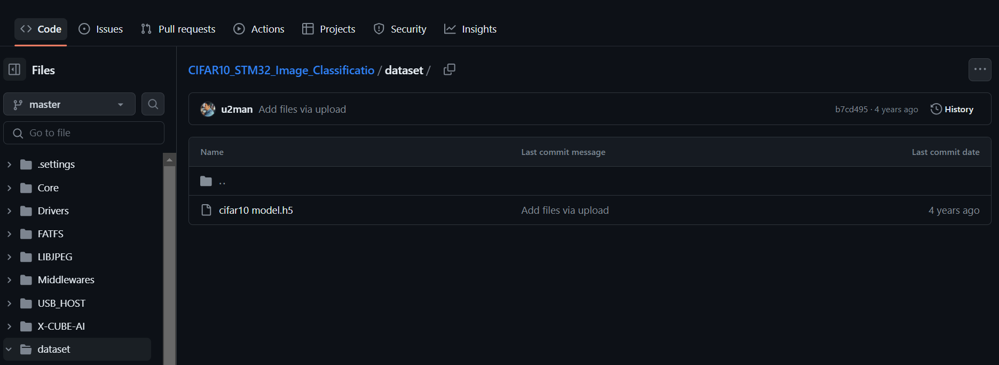 Code Issues Pull requests Actions Projects Security Insights
Files
CIFAR10_STM32_Image_Classificatio / dataset /
master
u2man Add files via upload b7cd495 · 4 years ago History
Go to file
Name Last commit message Last commit date
..
cifar10 model.h5 Add files via upload 4 years ago
.settings
Core
Drivers
FATFS
LIBJPEG
Middlewares
USB_HOST
X-CUBE-AI
dataset